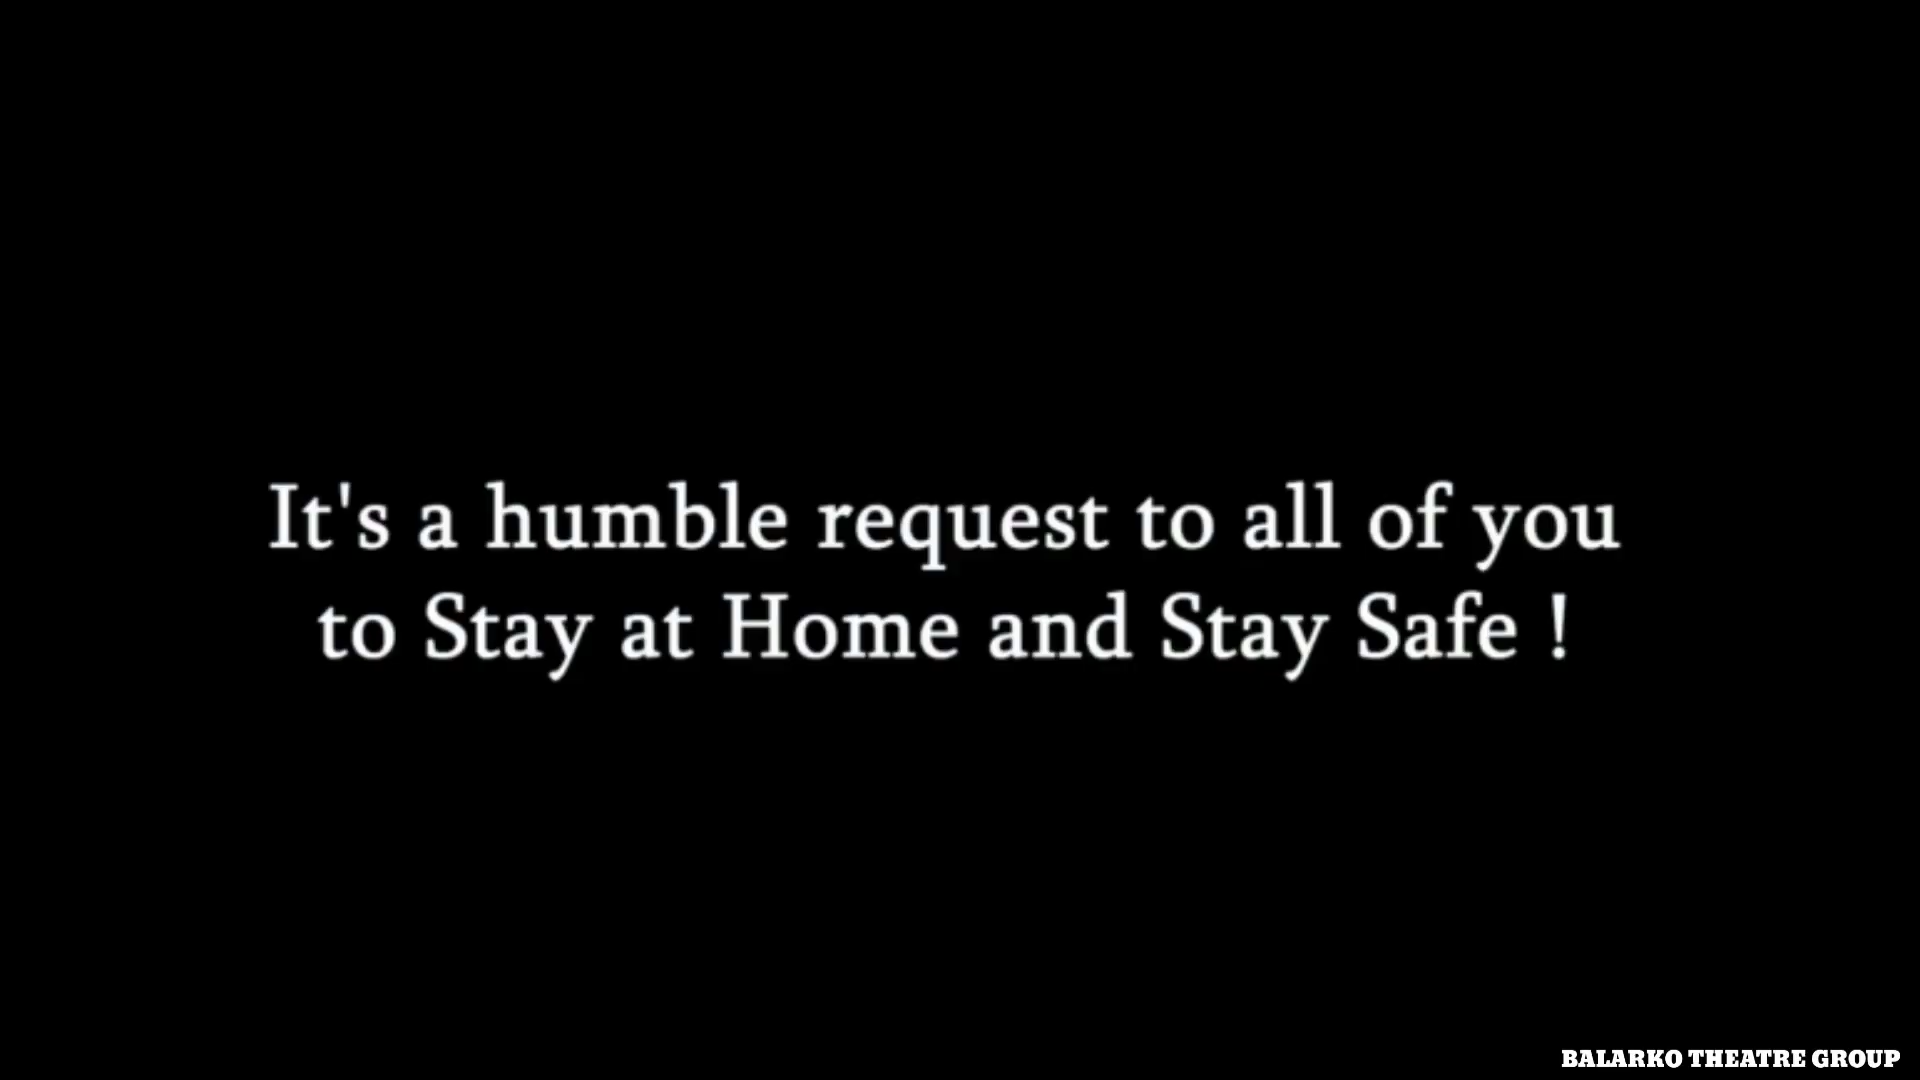 It's a humble request to all of you
to Stay at Home and Stay Safe !
BALARKO THEATRE GROUP